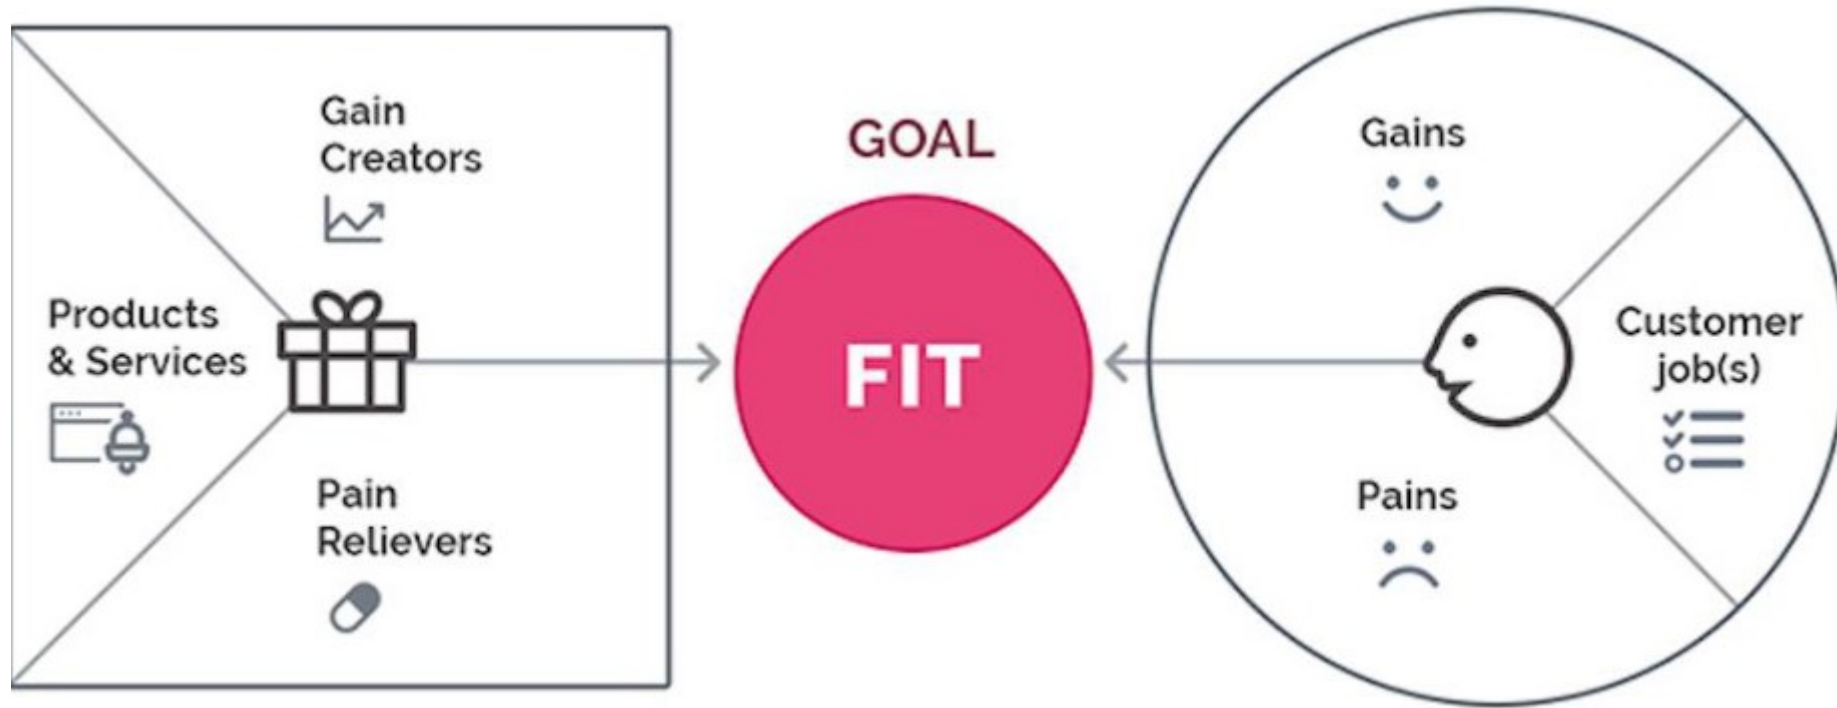 Gain
Creators
Products
& Services
Pain
Relievers
GOAL
FIT
Gains
Customer
job(s)
Pains